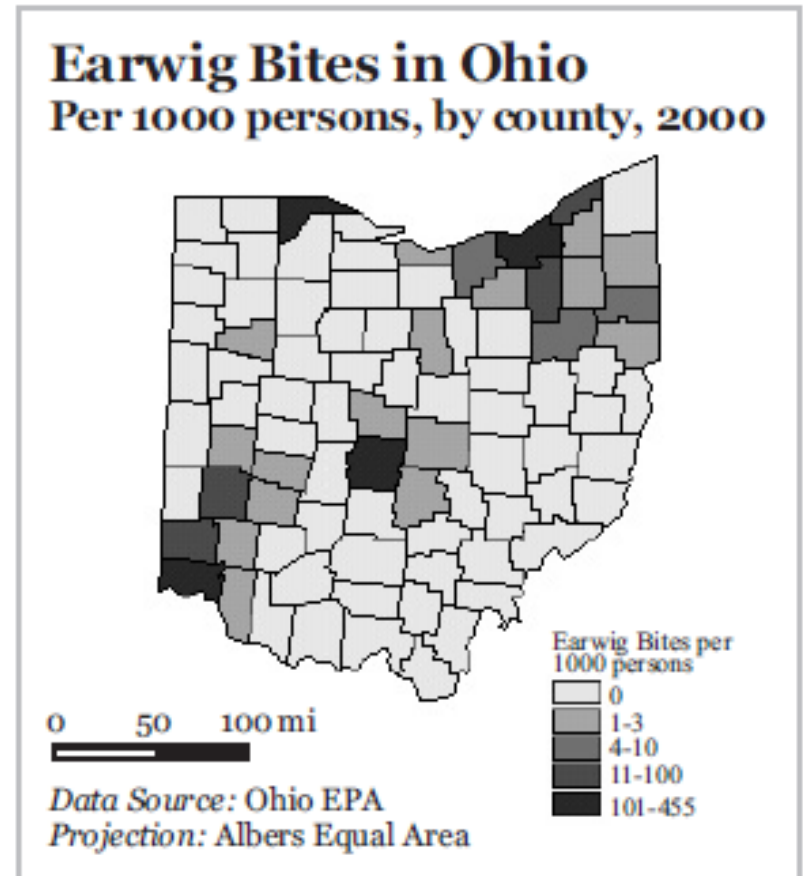 Earwig Bites in Ohio
Per 1000 persons, by county, 2000
Earwig Bites per
1000 persons
0
1-3
4-10
11-100
101-455
0 50 100 mi
Data Source: Ohio EPA
Projection: Albers Equal Area